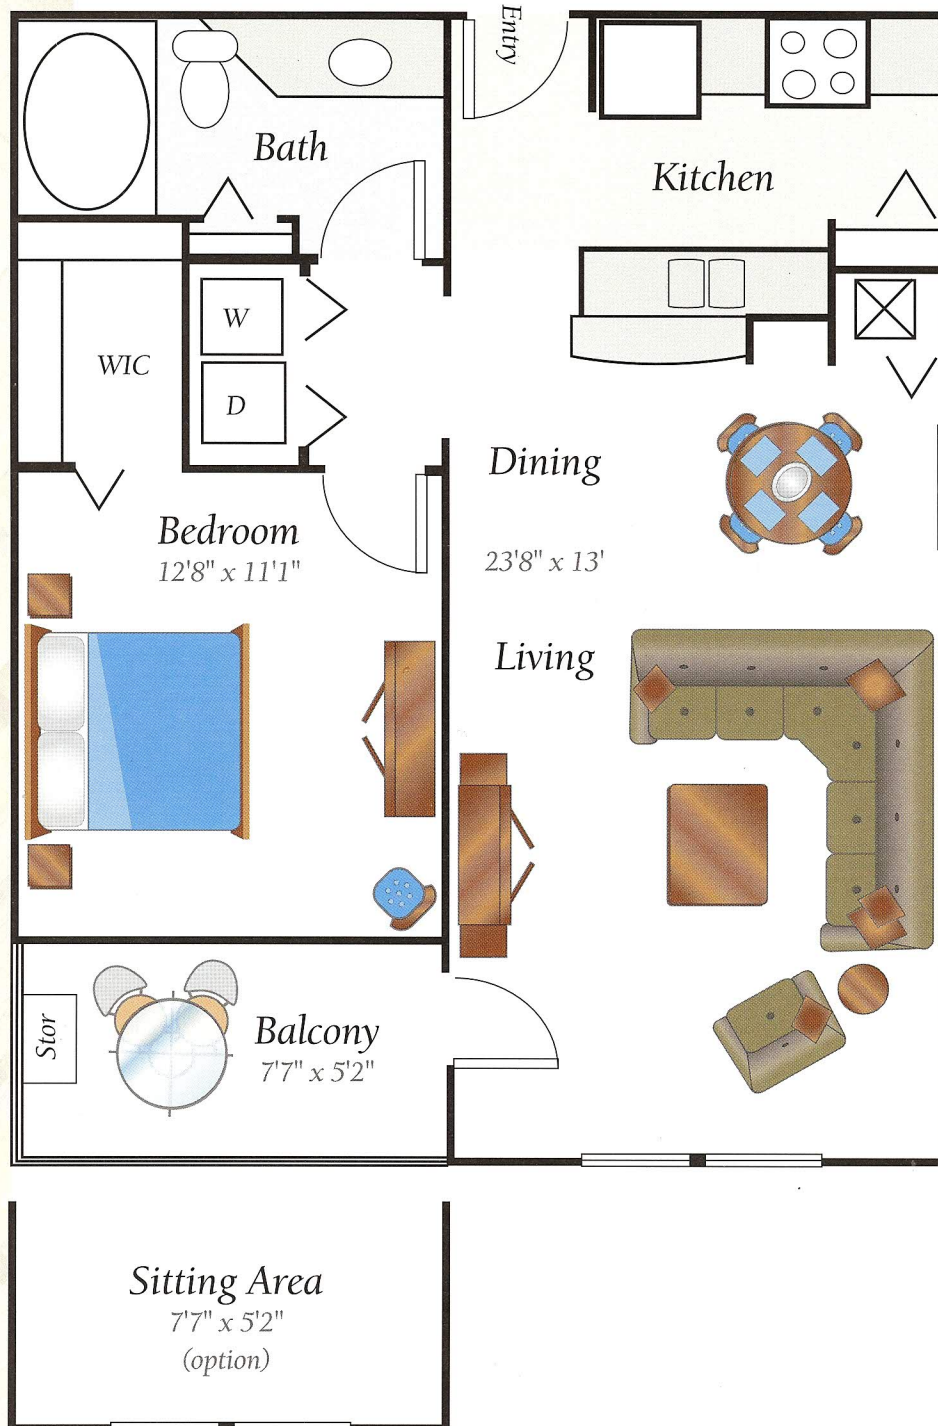 Entry
Bath
Kitchen
W
WIC
D
Dining
23'8" x 13'
Bedroom
12'8" x 11'1"
Living
Stor
Balcony
7'7" x 5'2"
Sitting Area
7'7" x 5'2"
(option)